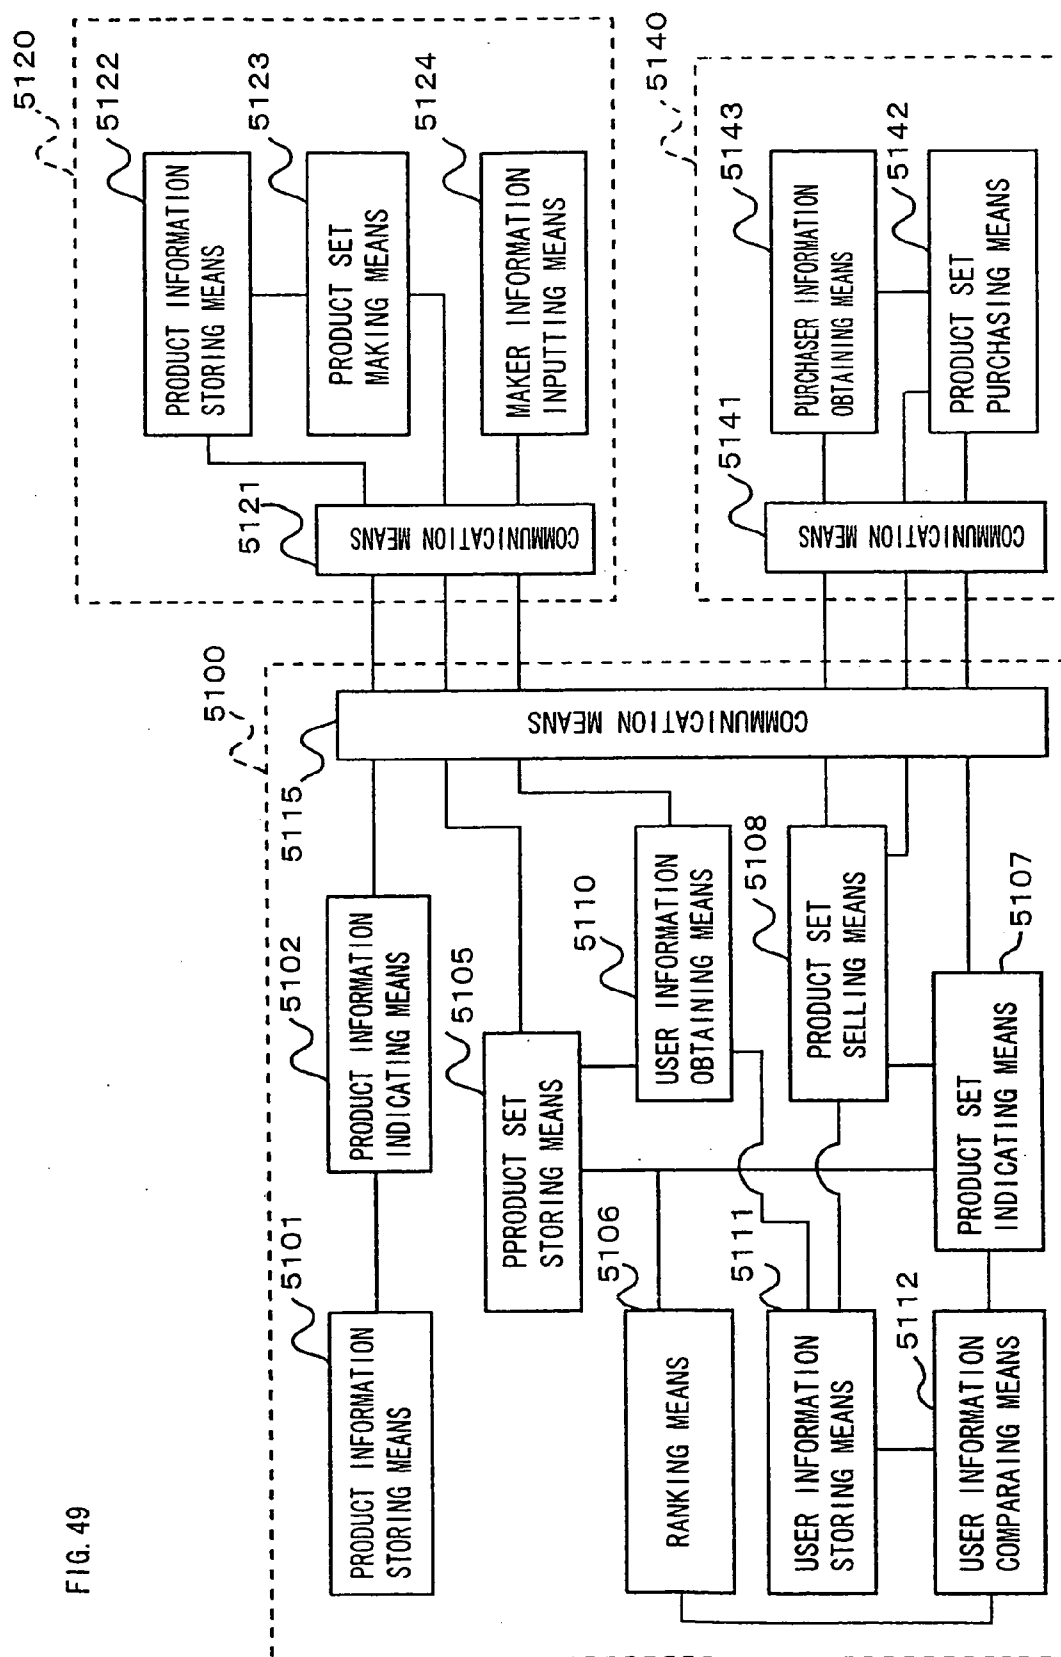 FIG. 49
5100
5101
PRODUCT INFORMATION
STORING MEANS
5102
PRODUCT INFORMATION
INDICATING MEANS
5115
COMMUNICATION MEANS
5105
PPRODUCT SET
STORING MEANS
5106
RANKING MEANS
5110
USER INFORMATION
OBTAINING MEANS
5111
USER INFORMATION
STORING MEANS
5108
PRODUCT SET
SELLING MEANS
5112
USER INFORMATION
COMPARAING MEANS
5107
PRODUCT SET
INDICATING MEANS
5120
5121
COMMUNICATION MEANS
5122
PRODUCT INFORMATION
STORING MEANS
5123
PRODUCT SET
MAKING MEANS
5124
MAKER INFORMATION
INPUTTING MEANS
5140
5141
COMMUNICATION MEANS
5143
PURCHASER INFORMATION
OBTAINING MEANS
5142
PRODUCT SET
PURCHASING MEANS